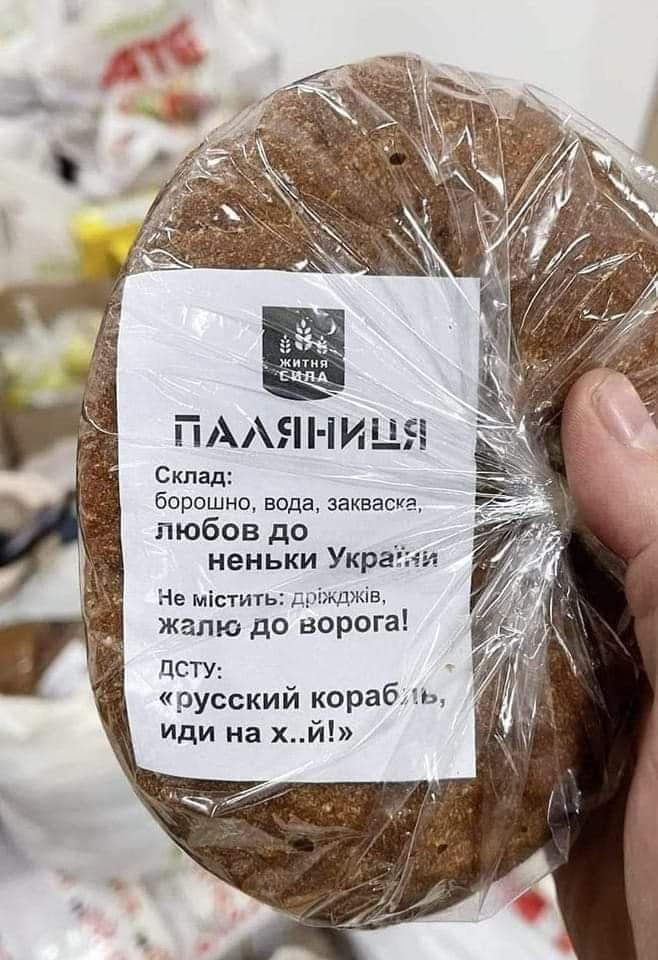 АТБ
ЖИТНЯ
СИЛА
ПАЛЯНИЦЯ
Склад:
борошно, вода, закваска,
любов до
неньки України
Не містить: дріжджів,
жалю до ворога!
ДСТУ:
«русский корабль,
иди на х..й!»